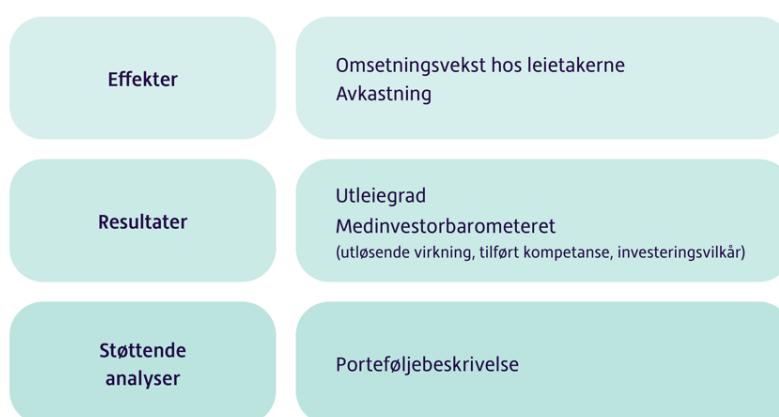 Effekter
Omsetningsvekst hos leietakerne
Avkastning
Resultater
Utleiegrad
Medinvestorbarometeret
(utløsende virkning, tilført kompetanse, investeringsvilkår)
Støttende
analyser
Porteføljebeskrivelse